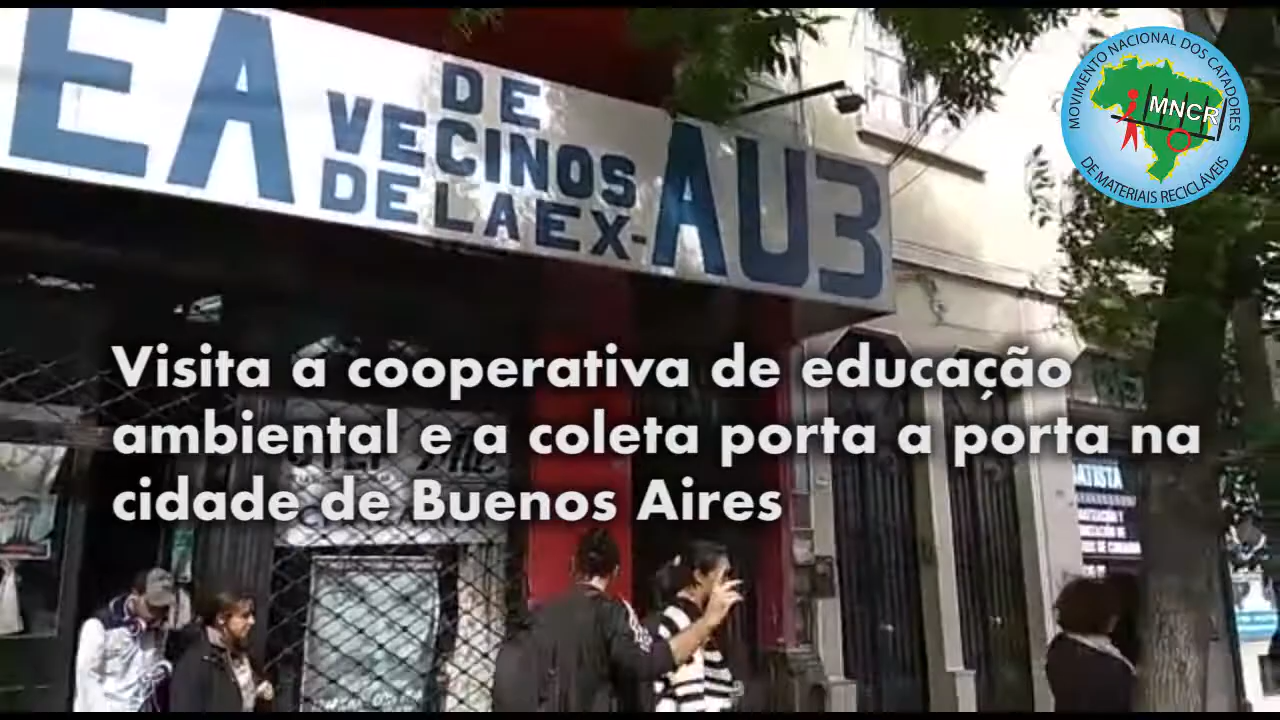 EA DE VECINOS DE LA EX-AU3
MOVIMENTO NACIONAL DOS CATADORES
MNCR
DE MATERIAIS RECICLÁVEIS
Visita a cooperativa de educação
ambiental e a coleta porta a porta na
cidade de Buenos Aires
ATISTA